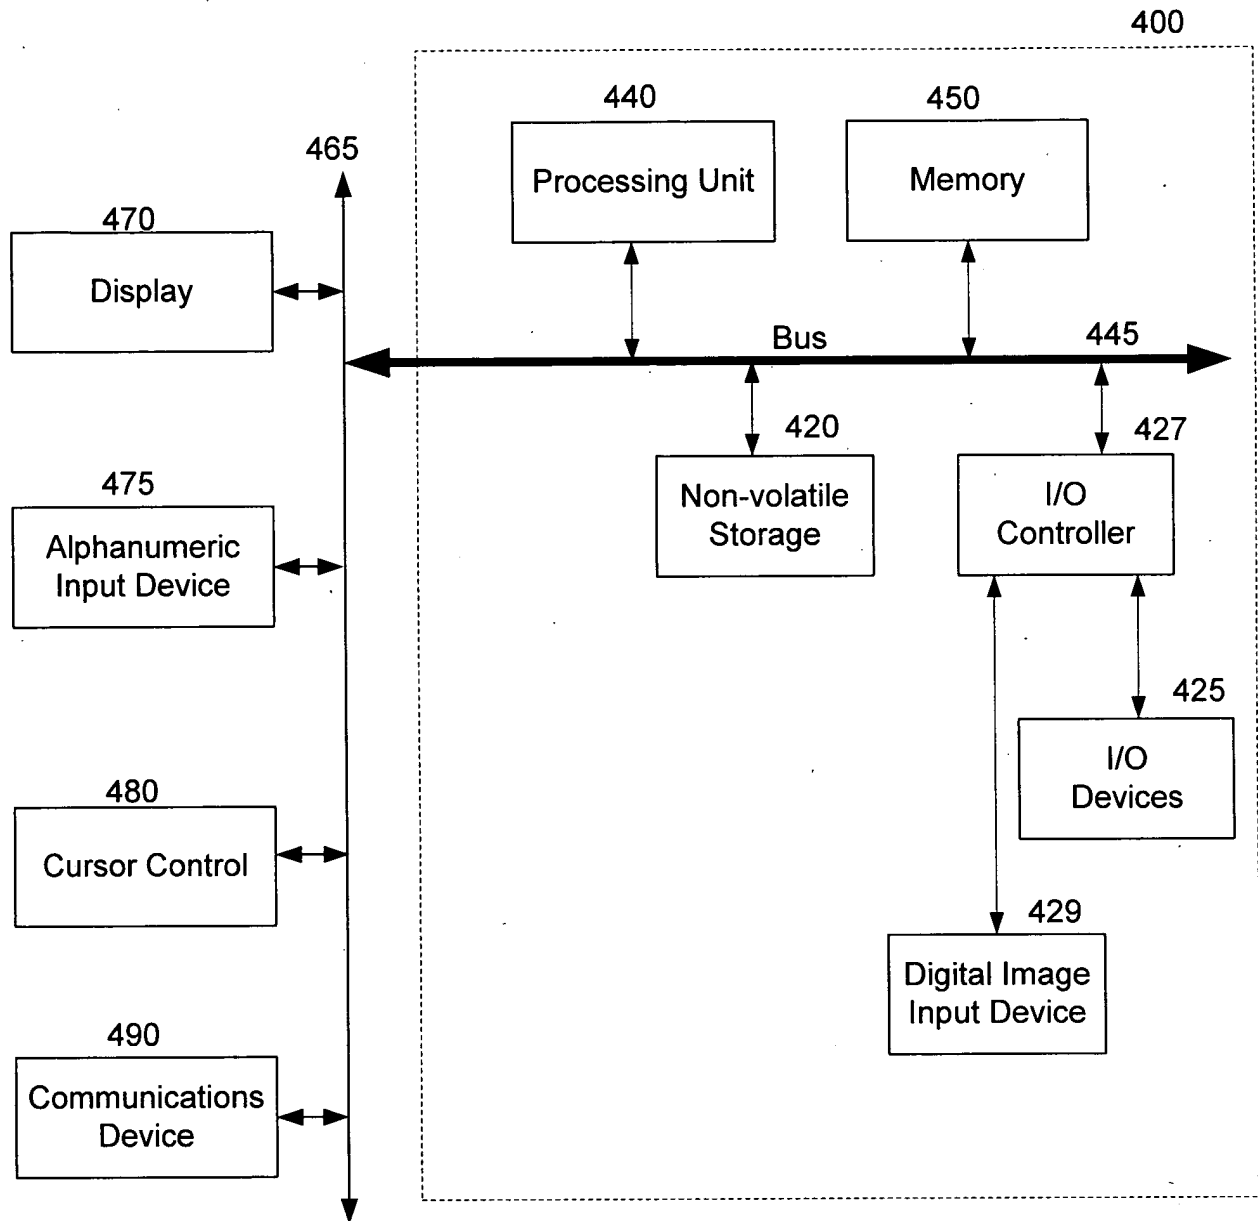 400
440
450
465
Processing Unit
Memory
470
Display
Bus
445
420
427
475
Non-volatile
Storage
I/O
Controller
Alphanumeric
Input Device
425
I/O
Devices
480
Cursor Control
429
Digital Image
Input Device
490
Communications
Device